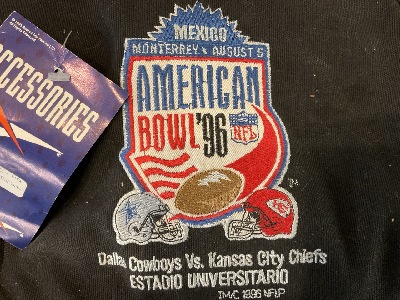 ACCESSORIES
MEXICO
MONTERREY • AUGUST 5
AMERICAN
BOWL '96
NFL
TM
Dallas Cowboys Vs. Kansas City Chiefs
ESTADIO UNIVERSITARIO
TM/© 1996 NFLP